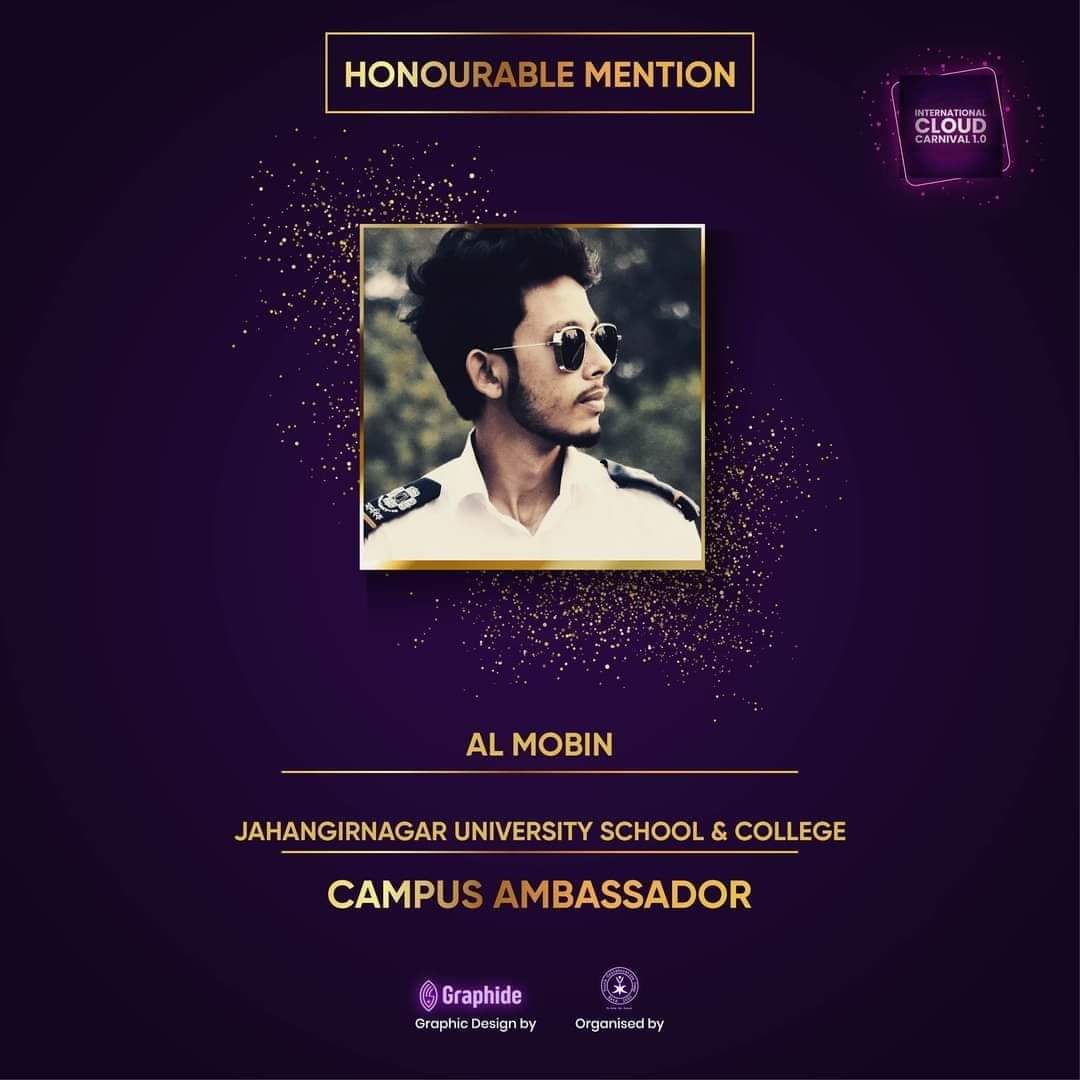 HONOURABLE MENTION
INTERNATIONAL
CLOUD
CARNIVAL 1.0
AL MOBIN
JAHANGIRNAGAR UNIVERSITY SCHOOL & COLLEGE
CAMPUS AMBASSADOR
Graphide
Graphic Design by
Organised by